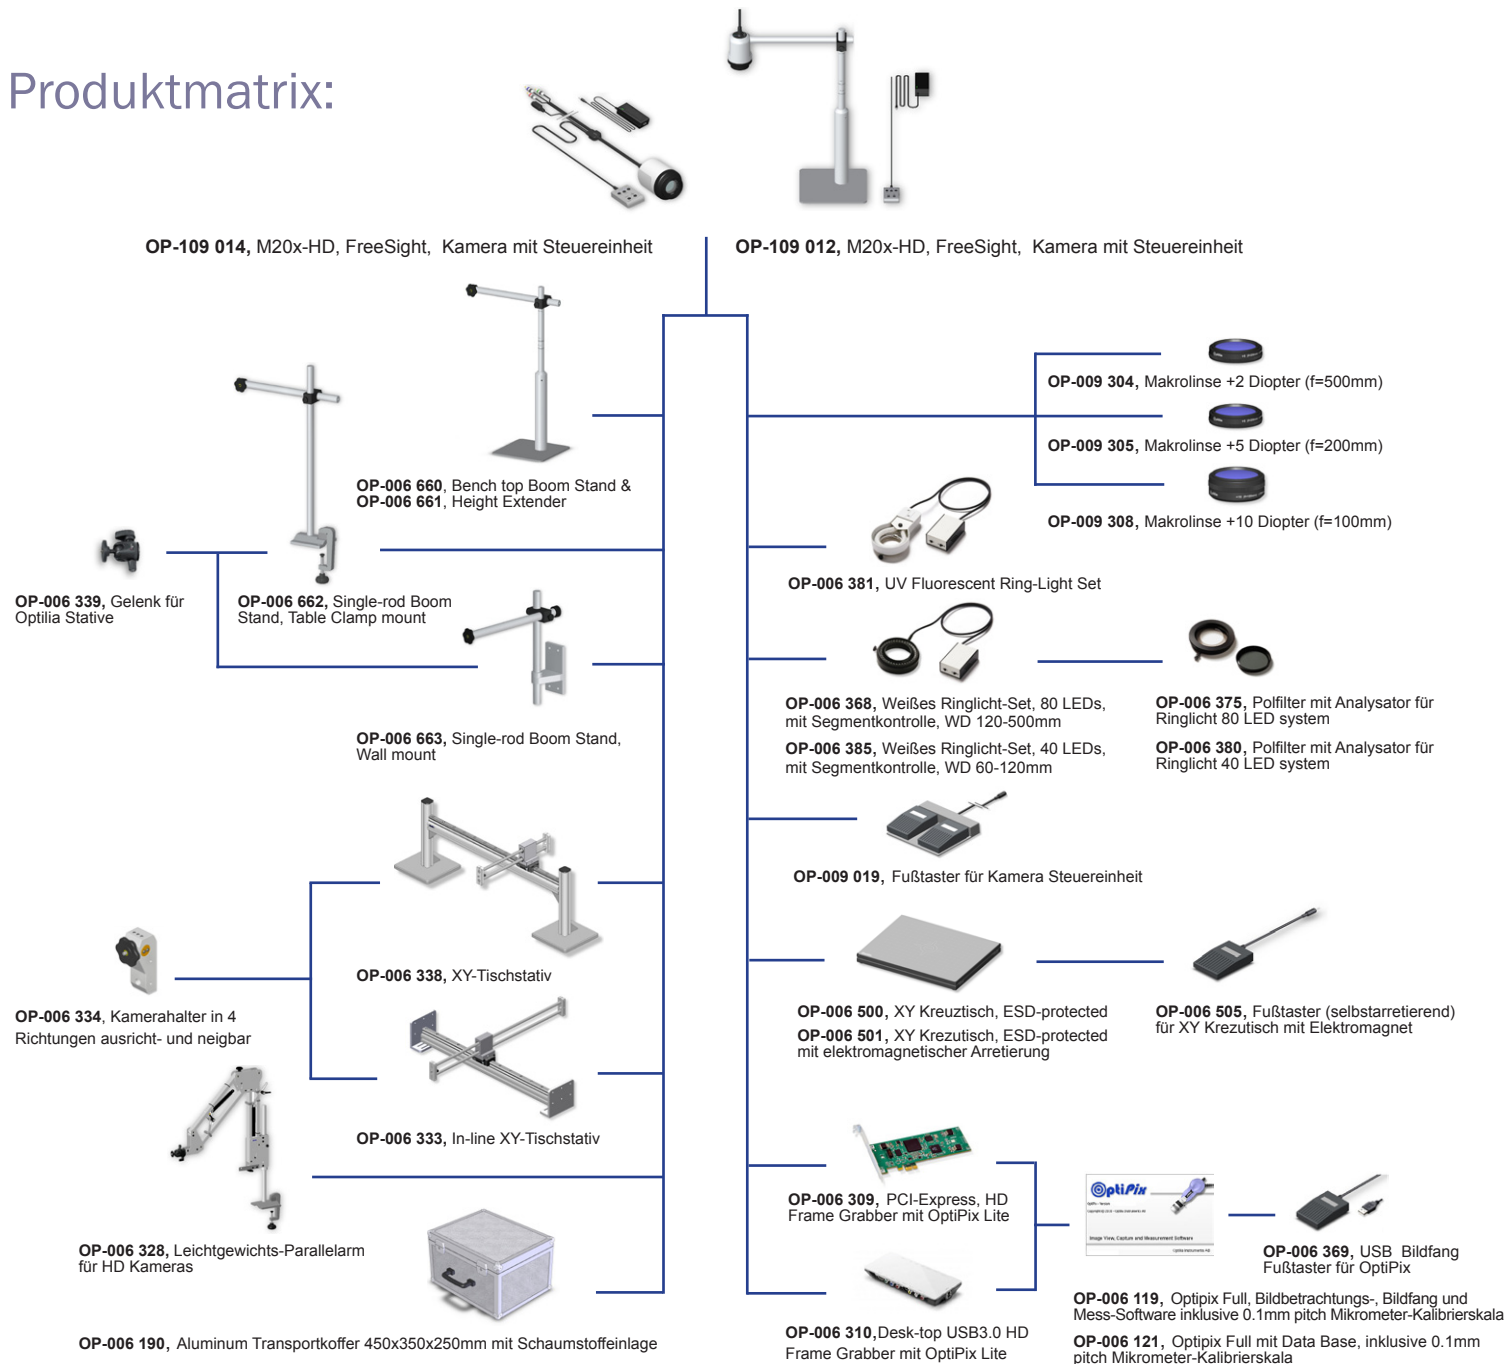 Produktmatrix:
OP-109 014, M20x-HD, FreeSight, Kamera mit Steuereinheit
OP-109 012, M20x-HD, FreeSight, Kamera mit Steuereinheit
OP-006 660, Bench top Boom Stand &
OP-006 661, Height Extender
OP-006 339, Gelenk für
Optilia Stative
OP-006 662, Single-rod Boom
Stand, Table Clamp mount
OP-006 663, Single-rod Boom Stand,
Wall mount
OP-006 338, XY-Tischstativ
OP-006 334, Kamerahalter in 4
Richtungen ausricht- und neigbar
OP-006 333, In-line XY-Tischstativ
OP-006 328, Leichtgewichts-Parallelarm
für HD Kameras
OP-006 190, Aluminum Transportkoffer 450x350x250mm mit Schaumstoffeinlage
OP-009 304, Makrolinse +2 Diopter (f=500mm)
OP-009 305, Makrolinse +5 Diopter (f=200mm)
OP-009 308, Makrolinse +10 Diopter (f=100mm)
OP-006 381, UV Fluorescent Ring-Light Set
OP-006 368, Weißes Ringlicht-Set, 80 LEDs,
mit Segmentkontrolle, WD 120-500mm
OP-006 385, Weißes Ringlicht-Set, 40 LEDs,
mit Segmentkontrolle, WD 60-120mm
OP-006 375, Polfilter mit Analysator für
Ringlicht 80 LED system
OP-006 380, Polfilter mit Analysator für
Ringlicht 40 LED system
OP-009 019, Fußtaster für Kamera Steuereinheit
OP-006 500, XY Kreuztisch, ESD-protected
OP-006 501, XY Krezutisch, ESD-protected
mit elektromagnetischer Arretierung
OP-006 505, Fußtaster (selbstarretierend)
für XY Krezutisch mit Elektromagnet
OP-006 309, PCI-Express, HD
Frame Grabber mit OptiPix Lite
OP-006 310,Desk-top USB3.0 HD
Frame Grabber mit OptiPix Lite
OptiPix
Image View, Capture and Measurement Software
OP-006 369, USB Bildfang
Fußtaster für OptiPix
OP-006 119, Optipix Full, Bildbetrachtungs-, Bildfang und
Mess-Software inklusive 0.1mm pitch Mikrometer-Kalibrierskala
OP-006 121, Optipix Full mit Data Base, inklusive 0.1mm
pitch Mikrometer-Kalibrierskala